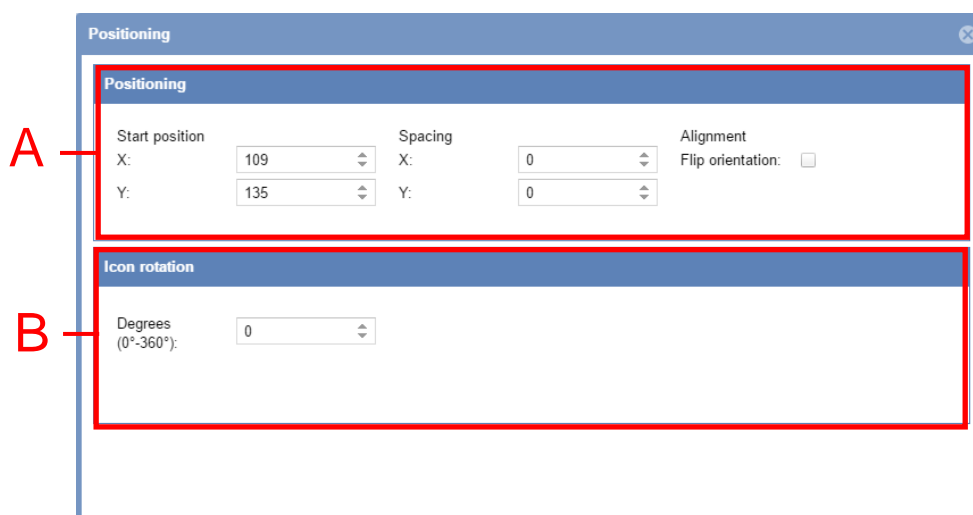 Positioning
Positioning
A
Start position Spacing Alignment
X: 109 X: 0 Flip orientation:
Y: 135 Y: 0
Icon rotation
B
Degrees
(0°-360°): 0